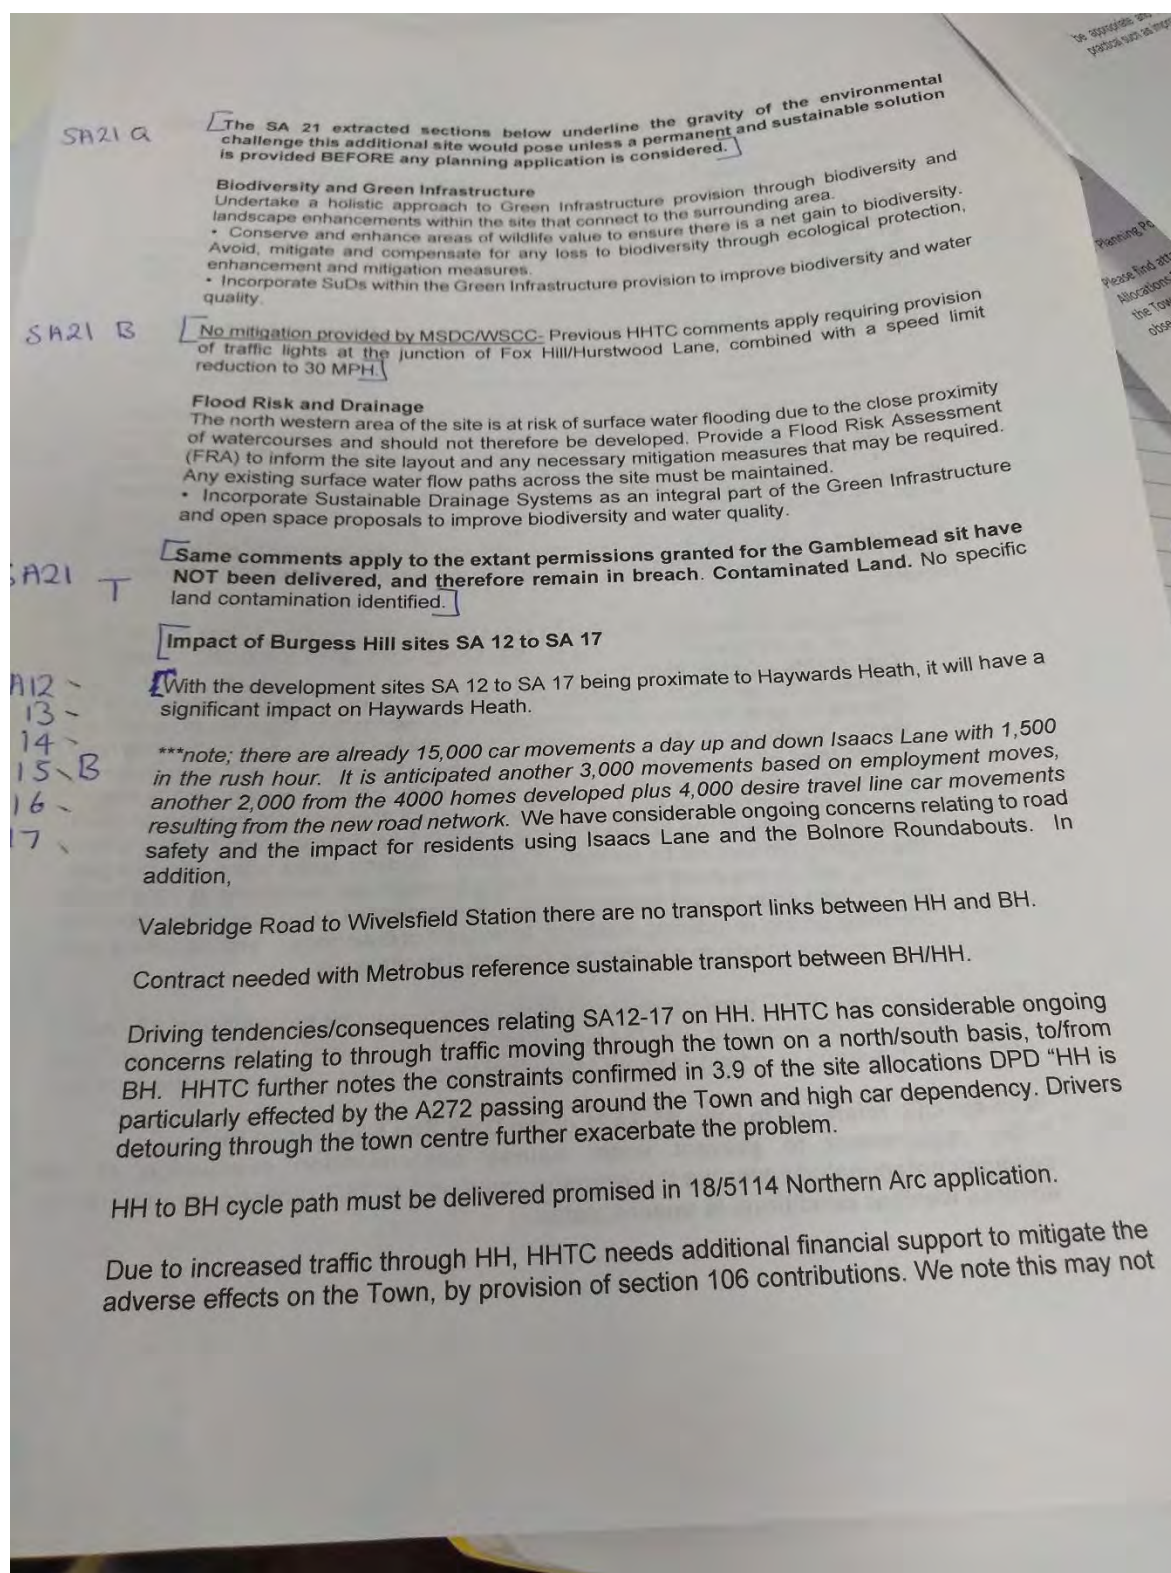 be appropriate and
practical such as impr
SA21 Q
The SA 21 extracted sections below underline the gravity of the environmental
challenge this additional site would pose unless a permanent and sustainable solution
is provided BEFORE any planning application is considered.
Biodiversity and Green Infrastructure
Undertake a holistic approach to Green Infrastructure provision through biodiversity and
landscape enhancements within the site that connect to the surrounding area.
• Conserve and enhance areas of wildlife value to ensure there is a net gain to biodiversity.
Avoid, mitigate and compensate for any loss to biodiversity through ecological protection,
enhancement and mitigation measures.
• Incorporate SuDs within the Green Infrastructure provision to improve biodiversity and water
quality.
Planning Po
Please find att
Allocations
the Tow
obse
SA21 B
No mitigation provided by MSDC/WSCC- Previous HHTC comments apply requiring provision
of traffic lights at the junction of Fox Hill/Hurstwood Lane, combined with a speed limit
reduction to 30 MPH.
Flood Risk and Drainage
The north western area of the site is at risk of surface water flooding due to the close proximity
of watercourses and should not therefore be developed. Provide a Flood Risk Assessment
(FRA) to inform the site layout and any necessary mitigation measures that may be required.
Any existing surface water flow paths across the site must be maintained.
• Incorporate Sustainable Drainage Systems as an integral part of the Green Infrastructure
and open space proposals to improve biodiversity and water quality.
SA21 T
Same comments apply to the extant permissions granted for the Gamblemead sit have
NOT been delivered, and therefore remain in breach. Contaminated Land. No specific
land contamination identified.
Impact of Burgess Hill sites SA 12 to SA 17
A12 -
13 -
14 -
15 - B
16 -
17 -
With the development sites SA 12 to SA 17 being proximate to Haywards Heath, it will have a
significant impact on Haywards Heath.
***note; there are already 15,000 car movements a day up and down Isaacs Lane with 1,500
in the rush hour. It is anticipated another 3,000 movements based on employment moves,
another 2,000 from the 4000 homes developed plus 4,000 desire travel line car movements
resulting from the new road network. We have considerable ongoing concerns relating to road
safety and the impact for residents using Isaacs Lane and the Bolnore Roundabouts. In
addition,
Valebridge Road to Wivelsfield Station there are no transport links between HH and BH.
Contract needed with Metrobus reference sustainable transport between BH/HH.
Driving tendencies/consequences relating SA12-17 on HH. HHTC has considerable ongoing
concerns relating to through traffic moving through the town on a north/south basis, to/from
BH. HHTC further notes the constraints confirmed in 3.9 of the site allocations DPD “HH is
particularly effected by the A272 passing around the Town and high car dependency. Drivers
detouring through the town centre further exacerbate the problem.
HH to BH cycle path must be delivered promised in 18/5114 Northern Arc application.
Due to increased traffic through HH, HHTC needs additional financial support to mitigate the
adverse effects on the Town, by provision of section 106 contributions. We note this may not